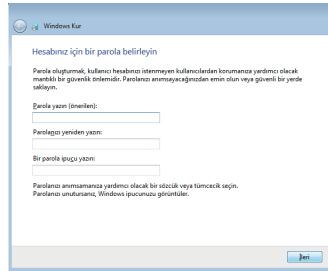 Windows Kur
Hesabınız için bir parola belirleyin
Parola oluşturmak, kullanıcı hesabınızı istenmeyen kullanıcılardan korumanıza yardımcı olacak
mantıklı bir güvenlik önlemidir. Parolanızı anımsayacağınızdan emin olun veya güvenli bir yerde
saklayın.
Parola yazın (önerilen):
Parolanızı yeniden yazın:
Bir parola ipucu yazın:
Parolanızı anımsamanıza yardımcı olacak bir sözcük veya tümcecik seçin.
Parolanızı unutursanız, Windows ipucunuzu görüntüler.
İleri